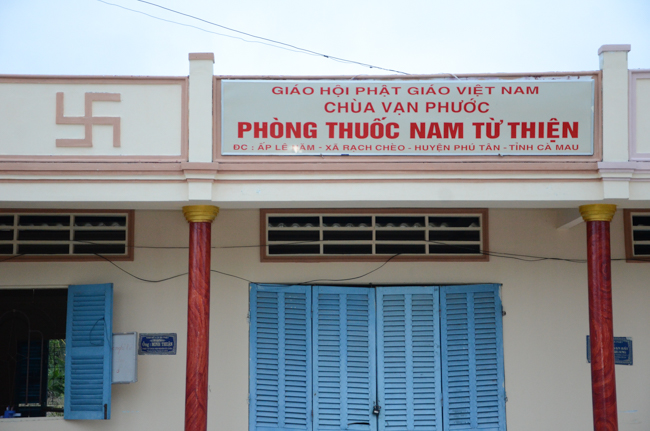 GIÁO HỘI PHẬT GIÁO VIỆT NAM
CHÙA VẠN PHƯỚC
PHÒNG THUỐC NAM TỪ THIỆN
ĐC : ẤP LÊ NĂM - XÃ RẠCH CHÈO - HUYỆN PHÚ TÂN - TỈNH CÀ MAU